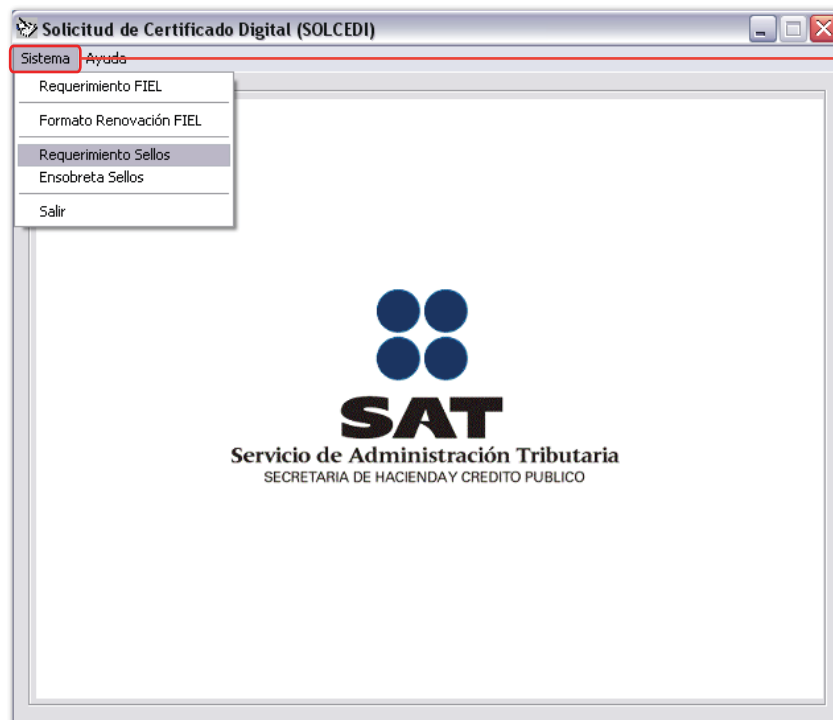 Solicitud de Certificado Digital (SOLCEDI)
Sistema Ayuda
Requerimiento FIEL
Formato Renovación FIEL
Requerimiento Sellos
Ensobreta Sellos
Salir
SAT
Servicio de Administración Tributaria
SECRETARIA DE HACIENDA Y CREDITO PUBLICO